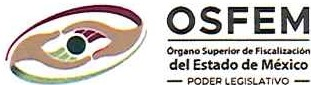 OSFEM
Órgano Superior de Fiscalización
del Estado de México
PODER LEGISLATIVO